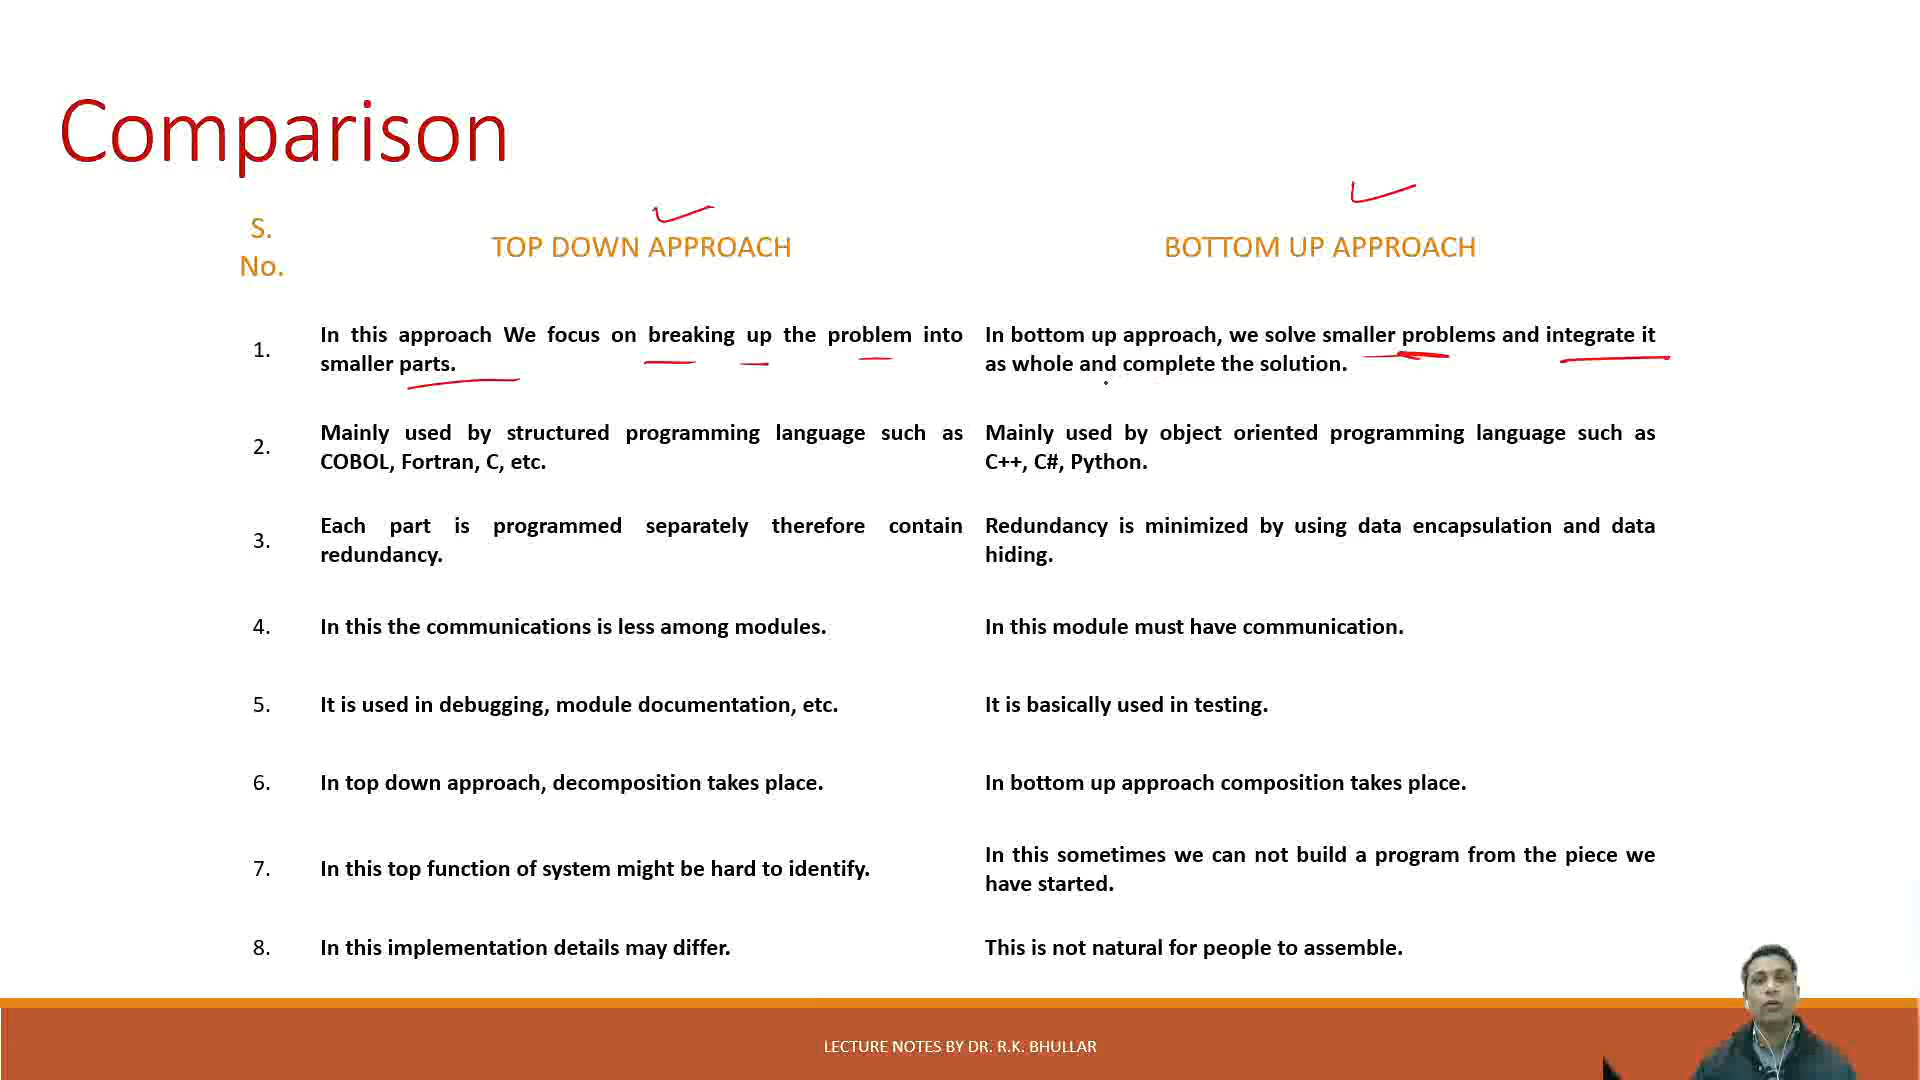 Comparison
S.
No.
TOP DOWN APPROACH
BOTTOM UP APPROACH
1.
In this approach We focus on breaking up the problem into
smaller parts.
In bottom up approach, we solve smaller problems and integrate it
as whole and complete the solution.
2.
Mainly used by structured programming language such as
COBOL, Fortran, C, etc.
Mainly used by object oriented programming language such as
C++, C#, Python.
3.
Each part is programmed separately therefore contain
redundancy.
Redundancy is minimized by using data encapsulation and data
hiding.
4.
In this the communications is less among modules.
In this module must have communication.
5.
It is used in debugging, module documentation, etc.
It is basically used in testing.
6.
In top down approach, decomposition takes place.
In bottom up approach composition takes place.
7.
In this top function of system might be hard to identify.
In this sometimes we can not build a program from the piece we
have started.
8.
In this implementation details may differ.
This is not natural for people to assemble.
LECTURE NOTES BY DR. R.K. BHULLAR